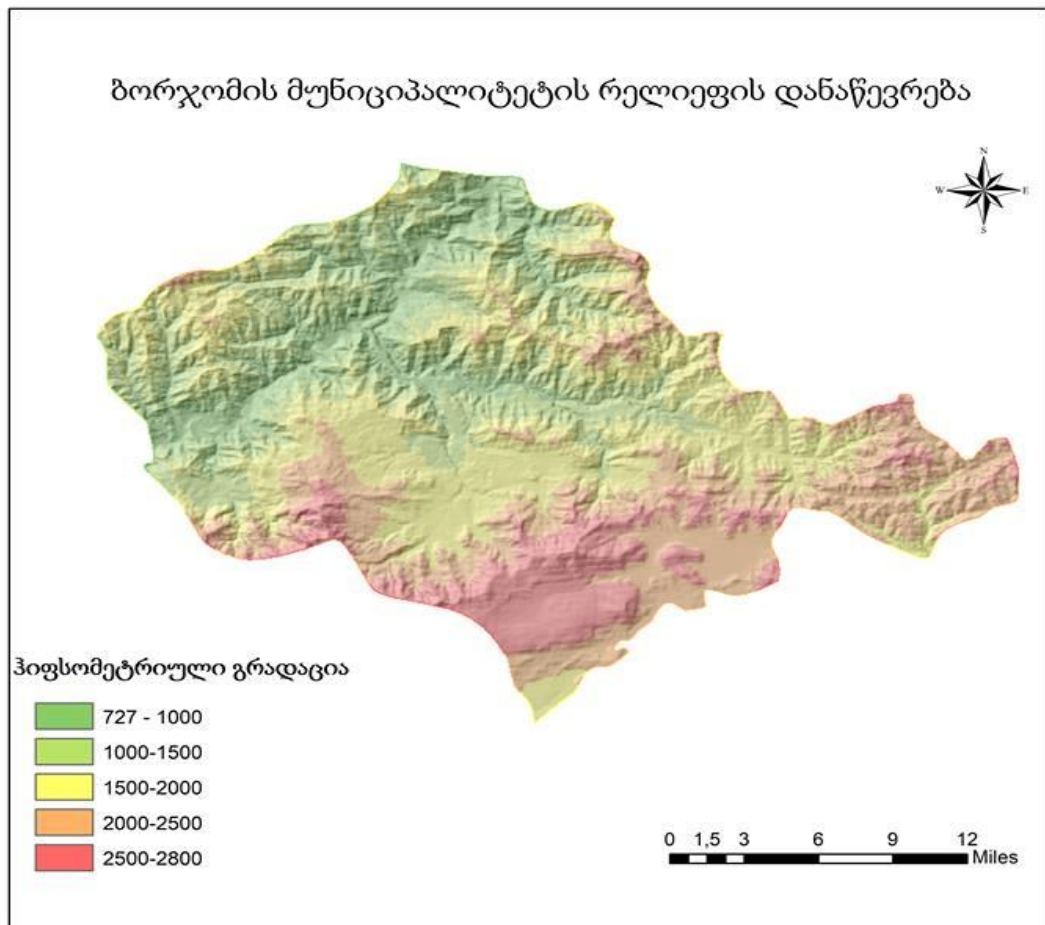 ბორჯომის მუნიციპალიტეტის რელიეფის დანაწევრება
N
W E
S
ჰიფსომეტრიული გრადაცია
727 - 1000
1000-1500
1500-2000
2000-2500
2500-2800
0 1,5 3 6 9 12
Miles